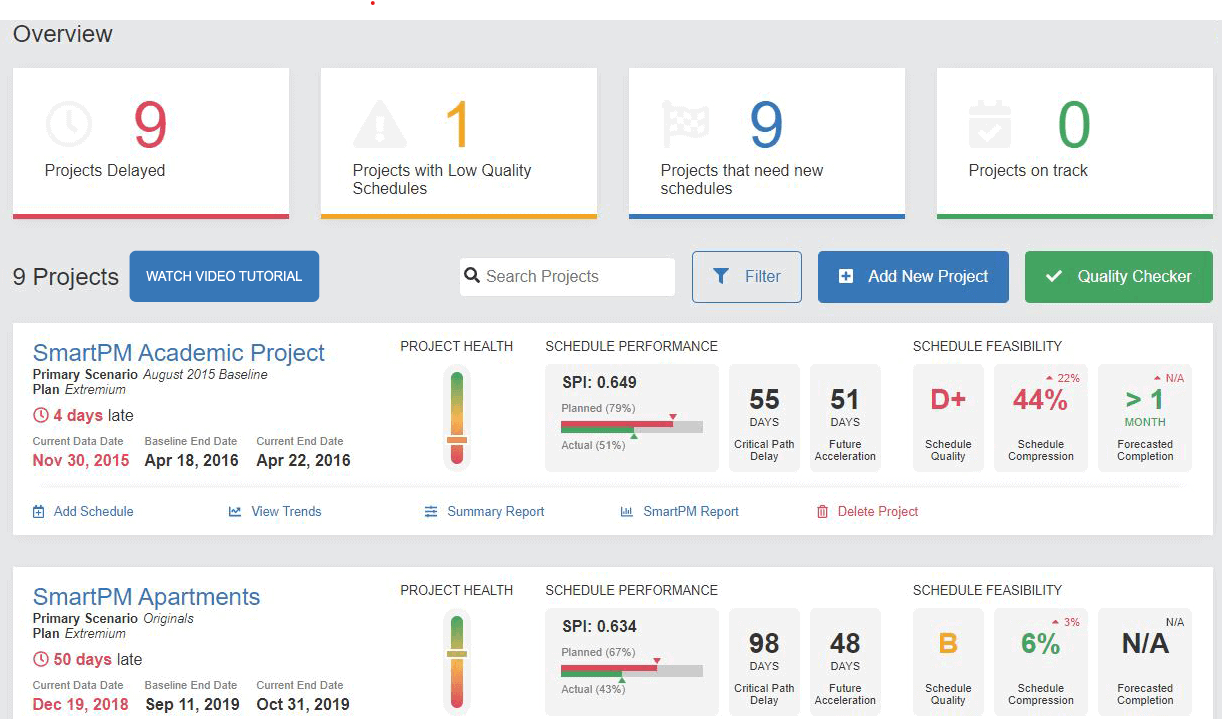 Overview
9
Projects Delayed
1
Projects with Low Quality
Schedules
9
Projects that need new
schedules
0
Projects on track
9 Projects
WATCH VIDEO TUTORIAL
Search Projects
Filter
Add New Project
Quality Checker
SmartPM Academic Project
Primary Scenario August 2015 Baseline
Plan Extremium
4 days late
Current Data Date Baseline End Date Current End Date
Nov 30, 2015 Apr 18, 2016 Apr 22, 2016
PROJECT HEALTH
SCHEDULE PERFORMANCE
SPI: 0.649
Planned (79%)
Actual (51%)
55
DAYS
Critical Path
Delay
51
DAYS
Future
Acceleration
SCHEDULE FEASIBILITY
D+
Schedule
Quality
22%
44%
Schedule
Compression
N/A
> 1
MONTH
Forecasted
Completion
Add Schedule
View Trends
Summary Report
SmartPM Report
Delete Project
SmartPM Apartments
Primary Scenario Originals
Plan Extremium
50 days late
Current Data Date Baseline End Date Current End Date
Dec 19, 2018 Sep 11, 2019 Oct 31, 2019
PROJECT HEALTH
SCHEDULE PERFORMANCE
SPI: 0.634
Planned (67%)
Actual (43%)
98
DAYS
Critical Path
Delay
48
DAYS
Future
Acceleration
SCHEDULE FEASIBILITY
B
Schedule
Quality
3%
6%
Schedule
Compression
N/A
N/A
Forecasted
Completion